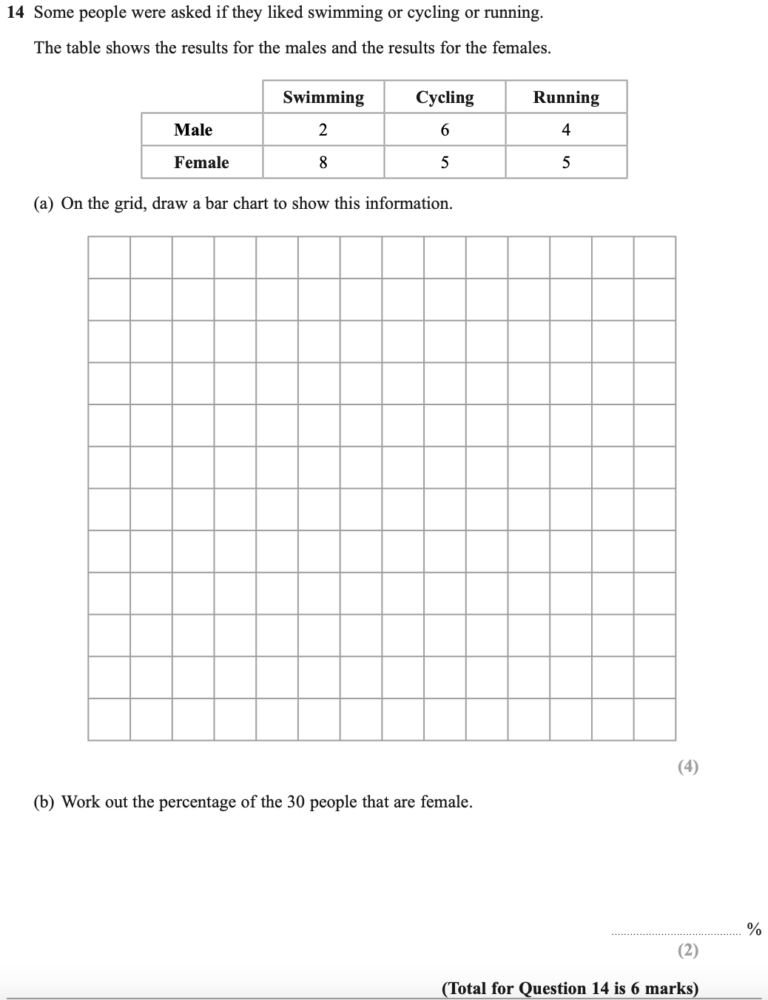 14 Some people were asked if they liked swimming or cycling or running.
The table shows the results for the males and the results for the females.
Swimming Cycling Running
Male 2 6 4
Female 8 5 5
(a) On the grid, draw a bar chart to show this information.
(4)
(b) Work out the percentage of the 30 people that are female.
............................................ %
(2)
(Total for Question 14 is 6 marks)